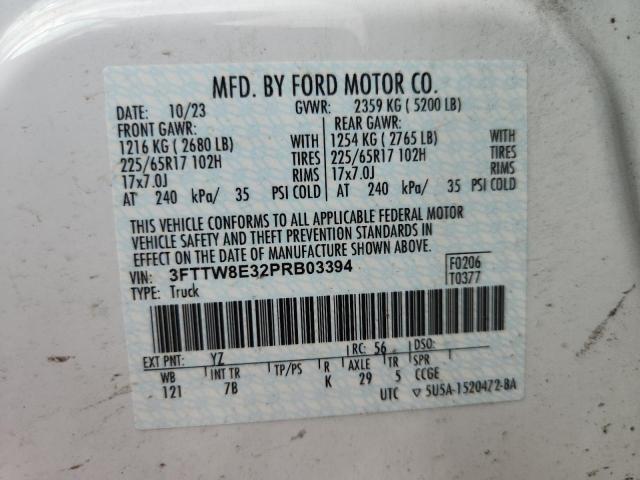 MFD. BY FORD MOTOR CO.
DATE: 10/23 GVWR: 2359 KG (5200 LB)
FRONT GAWR: REAR GAWR:
1216 KG (2680 LB) WITH 1254 KG (2765 LB) WITH
225/65R17 102H TIRES 225/65R17 102H TIRES
17x7.0J RIMS 17x7.0J RIMS
AT 240 kPa/ 35 PSI COLD AT 240 kPa/ 35 PSI COLD
THIS VEHICLE CONFORMS TO ALL APPLICABLE FEDERAL MOTOR
VEHICLE SAFETY AND THEFT PREVENTION STANDARDS IN
EFFECT ON THE DATE OF MANUFACTURE SHOWN ABOVE.
VIN: 3FTTW8E32PRB03394 F0206
TYPE: Truck T0377
EXT PNT: YZ RC: 56 DSO:
WB INT TR TP/PS R AXLE TR SPR
121 7B K 29 5 CCGE
UTC ▽5U5A-1520472-BA